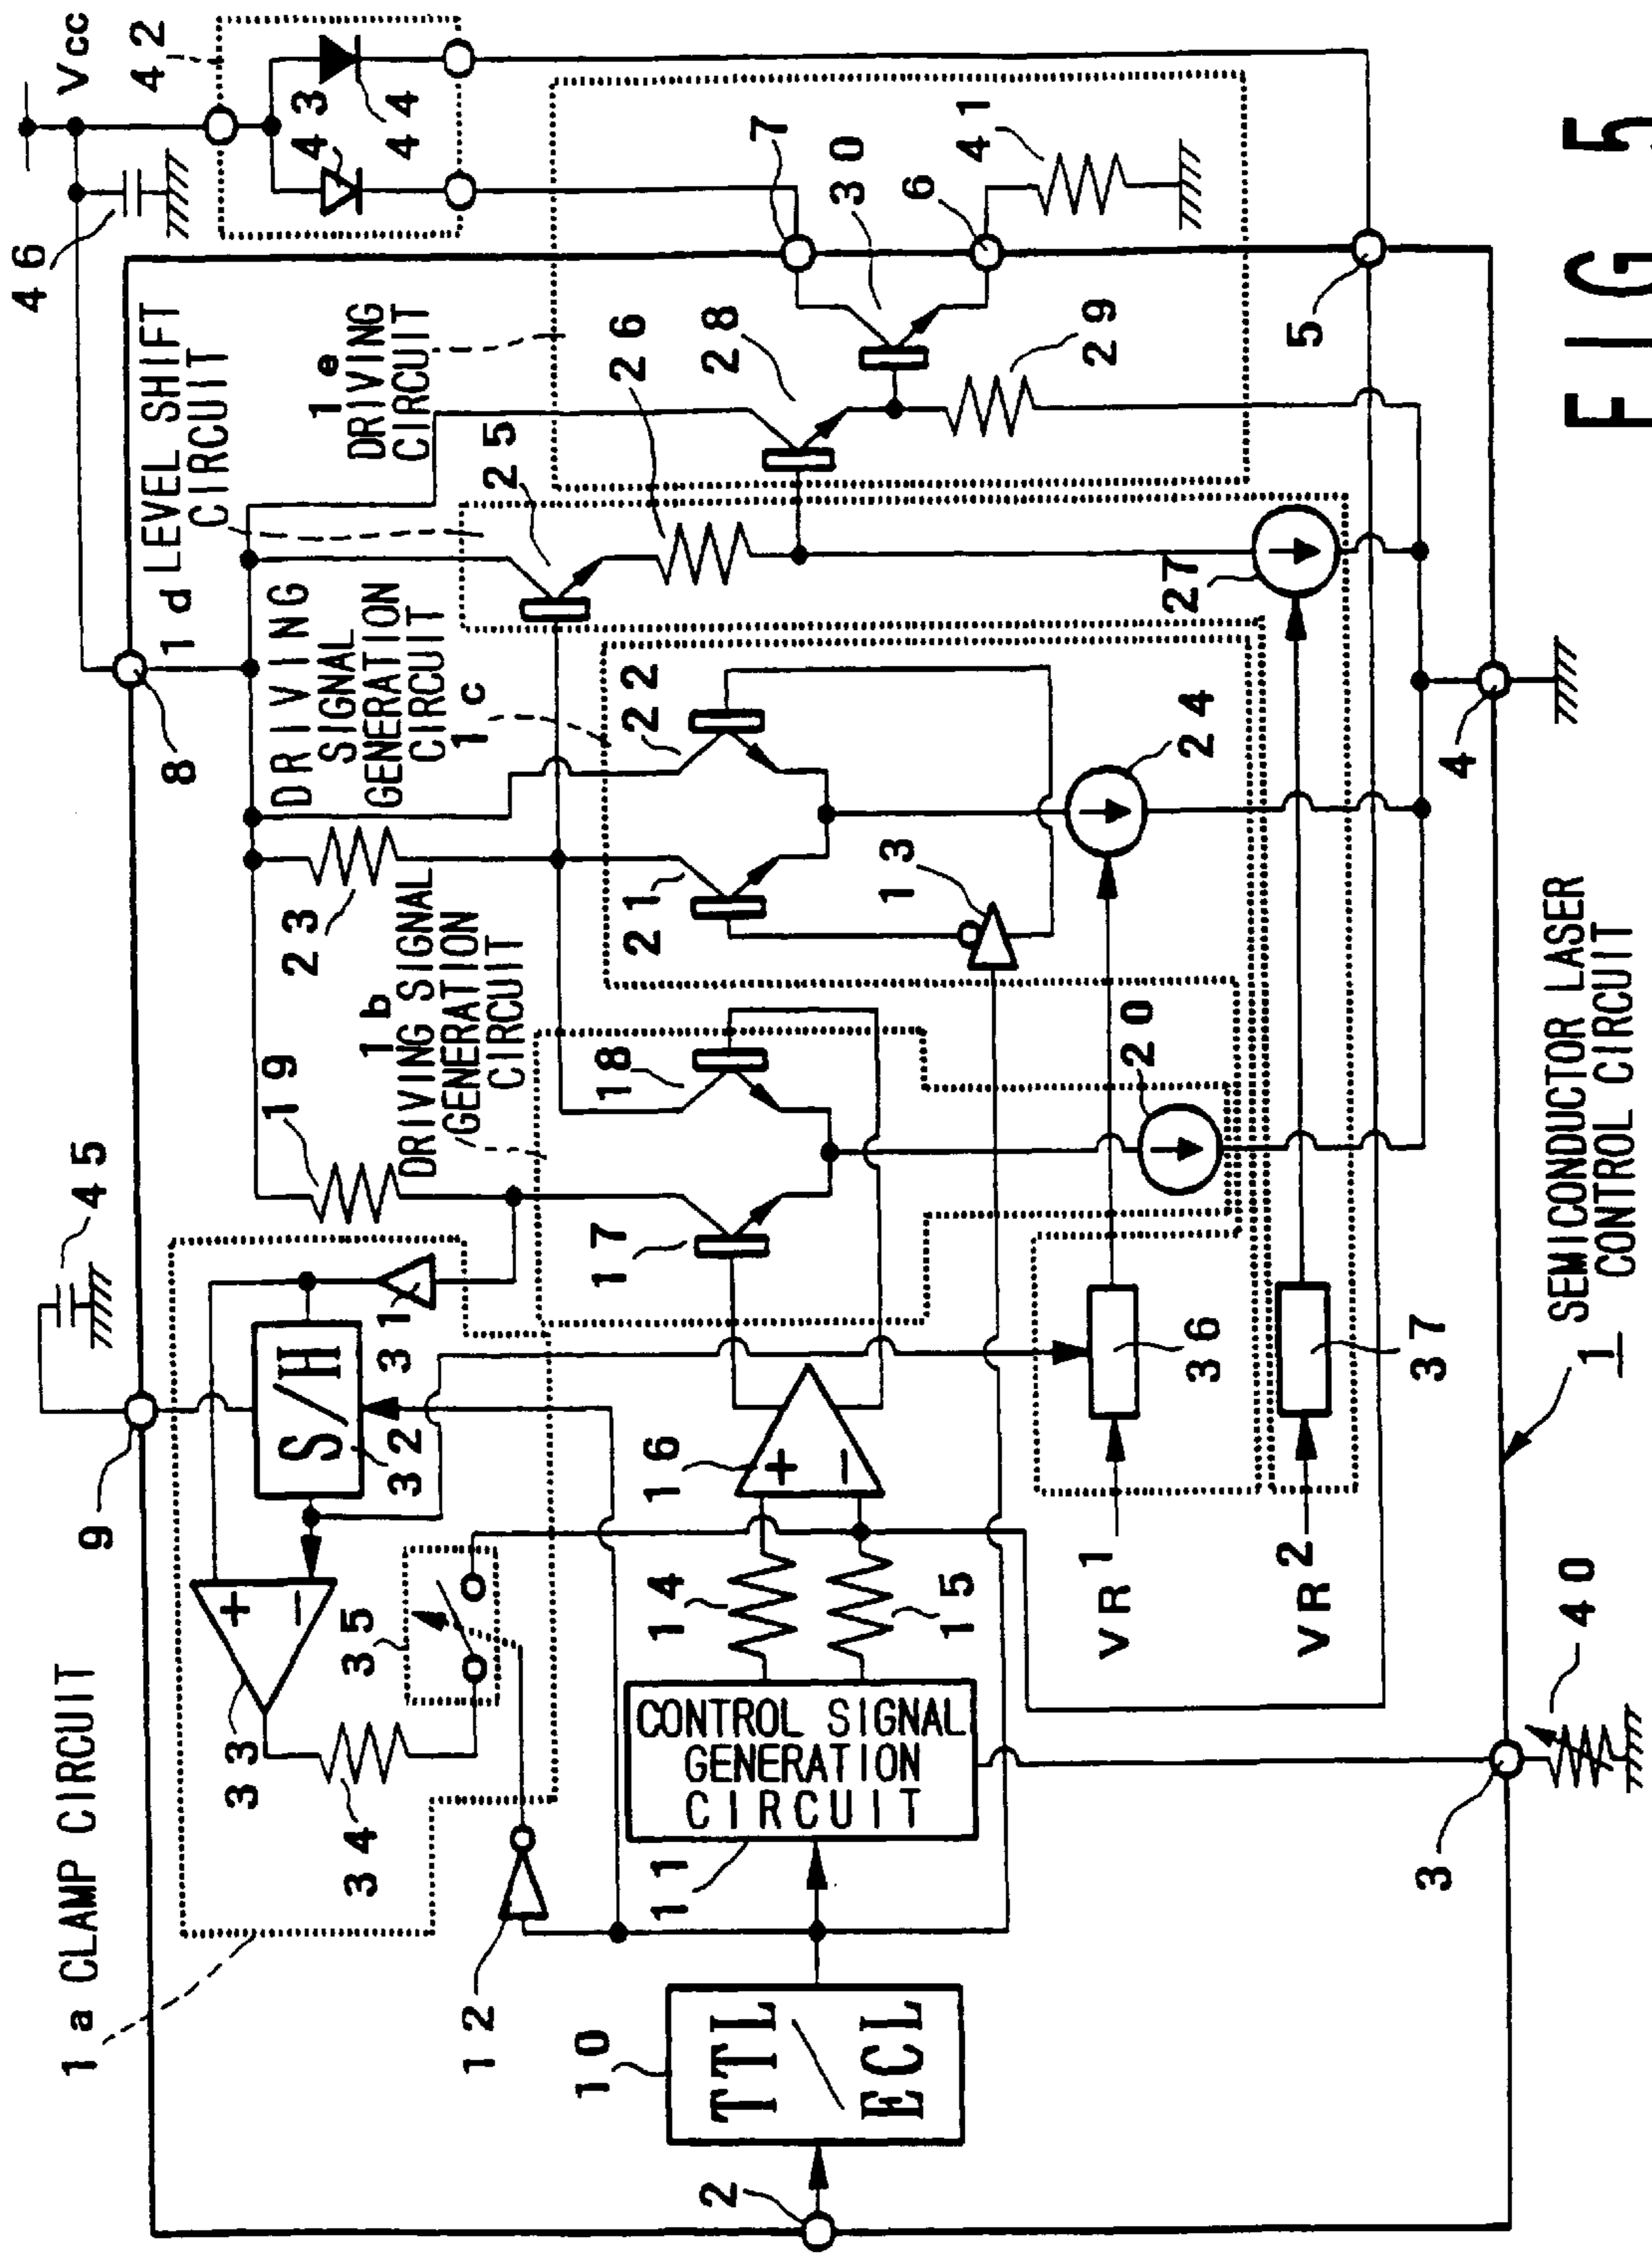 FIG 5
1a CLAMP CIRCUIT
9
45
46
Vcc
42
43
44
33
34
35
S/H
32
31
19
1b
DRIVING SIGNAL
GENERATION
CIRCUIT
23
8
DRIVING
SIGNAL
GENERATION
CIRCUIT
1c
1d LEVEL SHIFT
CIRCUIT
1e
DRIVING
CIRCUIT
12
10
TTL
/
ECL
2
11
CONTROL SIGNAL
GENERATION
CIRCUIT
14
15
16
+
−
+
−
17
18
20
21
22
13
24
25
26
27
28
29
30
7
6
41
5
VR1
36
VR2
37
3
40
4
1
SEMICONDUCTOR LASER
CONTROL CIRCUIT